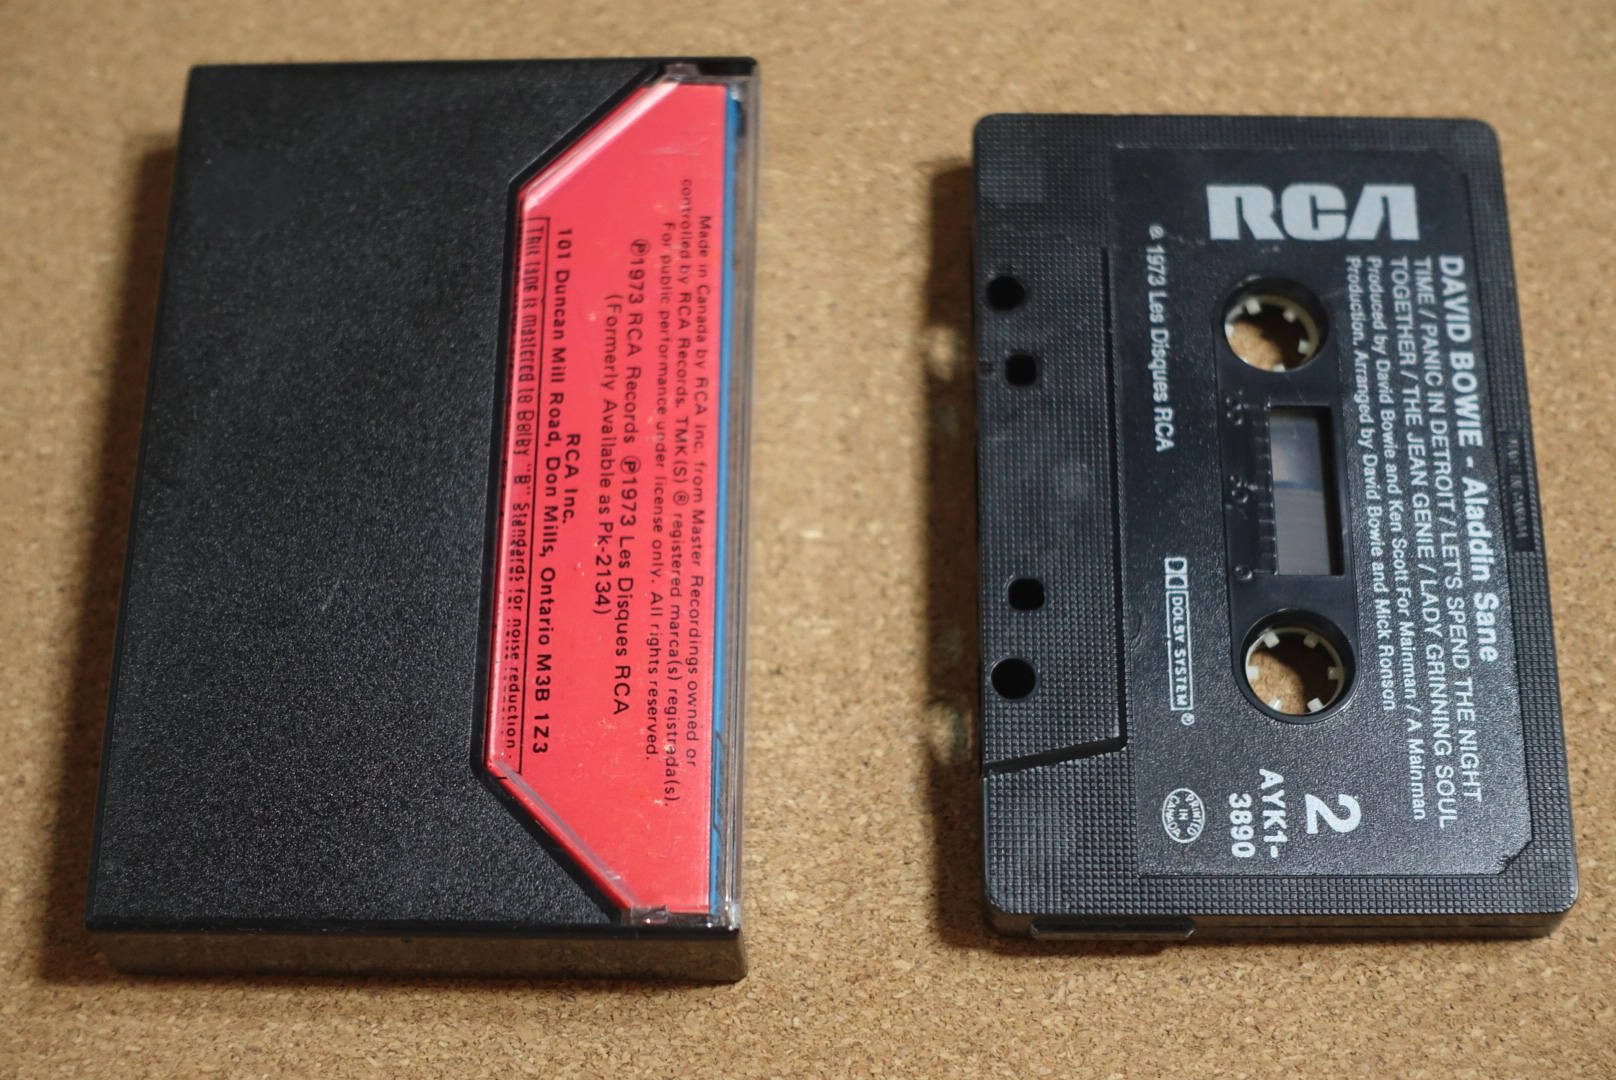 Made in Canada by RCA Inc. from Master Recordings owned or
controlled by RCA Records. TMK(S) ® registered marca(s) registrada(s).
For public performance under license only. All rights reserved.
Ⓟ1973 RCA Records Ⓟ1973 Les Disques RCA
(Formerly Available as Pk-2134)
RCA Inc.
101 Duncan Mill Road, Don Mills, Ontario M3B 1Z3
This tape is mastered to Dolby "B" Standards for noise reduction.
RCA
DAVID BOWIE - Aladdin Sane
TIME / PANIC IN DETROIT / LET'S SPEND THE NIGHT
TOGETHER / THE JEAN GENIE / LADY GRINNING SOUL
Produced by David Bowie and Ken Scott For Mainman / A Mainman
Production. Arranged by David Bowie and Mick Ronson
2
AYK1-
3890
DOLBY SYSTEM®
PRINTED
IN
CANADA
℗ 1973 Les Disques RCA